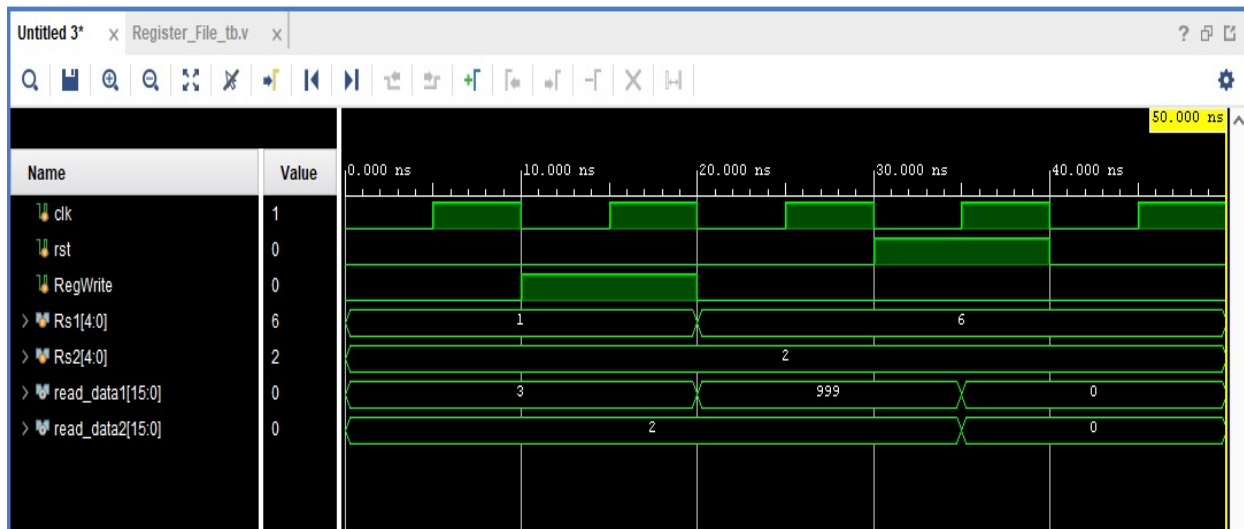 Untitled 3* × Register_File_tb.v ×
50.000 ns
Name Value 0.000 ns 10.000 ns 20.000 ns 30.000 ns 40.000 ns
clk 1
rst 0
RegWrite 0
Rs1[4:0] 6 1 6
Rs2[4:0] 2 2
read_data1[15:0] 0 3 999 0
read_data2[15:0] 0 2 0